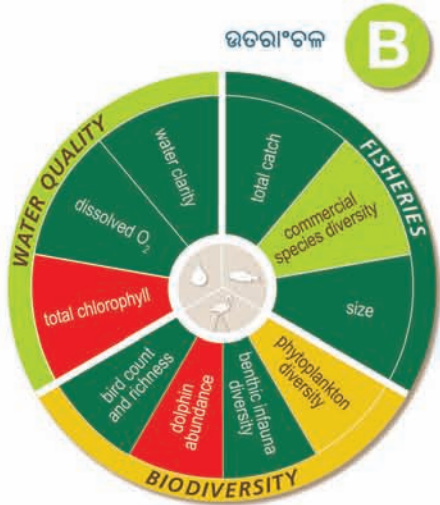 ଉତରାଂଚଳ
B
WATER QUALITY
water clarity
dissolved O₂
total chlorophyll
FISHERIES
total catch
commercial
species diversity
size
BIODIVERSITY
bird count
and richness
dolphin
abundance
benthic infauna
diversity
phytoplankton
diversity